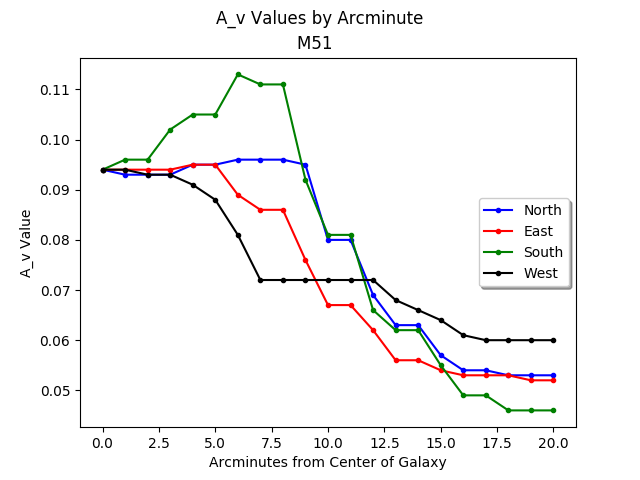 A_v Values by Arcminute
M51
0.11
0.10
0.09
0.08
0.07
0.06
0.05
A_v Value
North
East
South
West
0.0 2.5 5.0 7.5 10.0 12.5 15.0 17.5 20.0
Arcminutes from Center of Galaxy